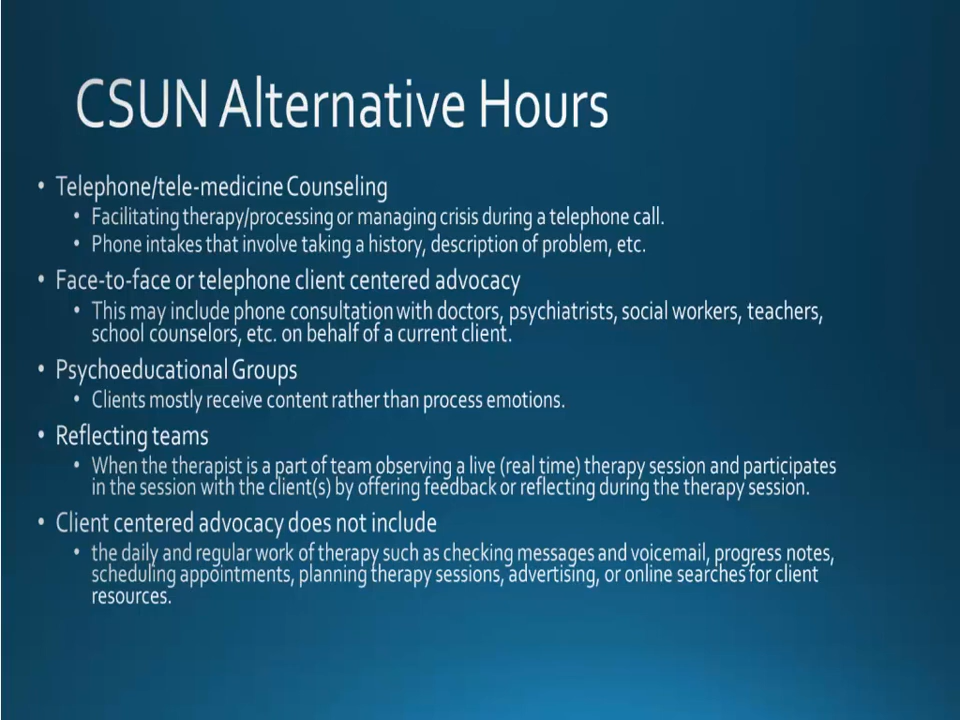 CSUN Alternative Hours
• Telephone/tele-medicine Counseling
• Facilitating therapy/processing or managing crisis during a telephone call.
• Phone intakes that involve taking a history, description of problem, etc.
• Face-to-face or telephone client centered advocacy
• This may include phone consultation with doctors, psychiatrists, social workers, teachers,
school counselors, etc. on behalf of a current client.
• Psychoeducational Groups
• Clients mostly receive content rather than process emotions.
• Reflecting teams
• When the therapist is a part of team observing a live (real time) therapy session and participates
in the session with the client(s) by offering feedback or reflecting during the therapy session.
• Client centered advocacy does not include
• the daily and regular work of therapy such as checking messages and voicemail, progress notes,
scheduling appointments, planning therapy sessions, advertising, or online searches for client
resources.